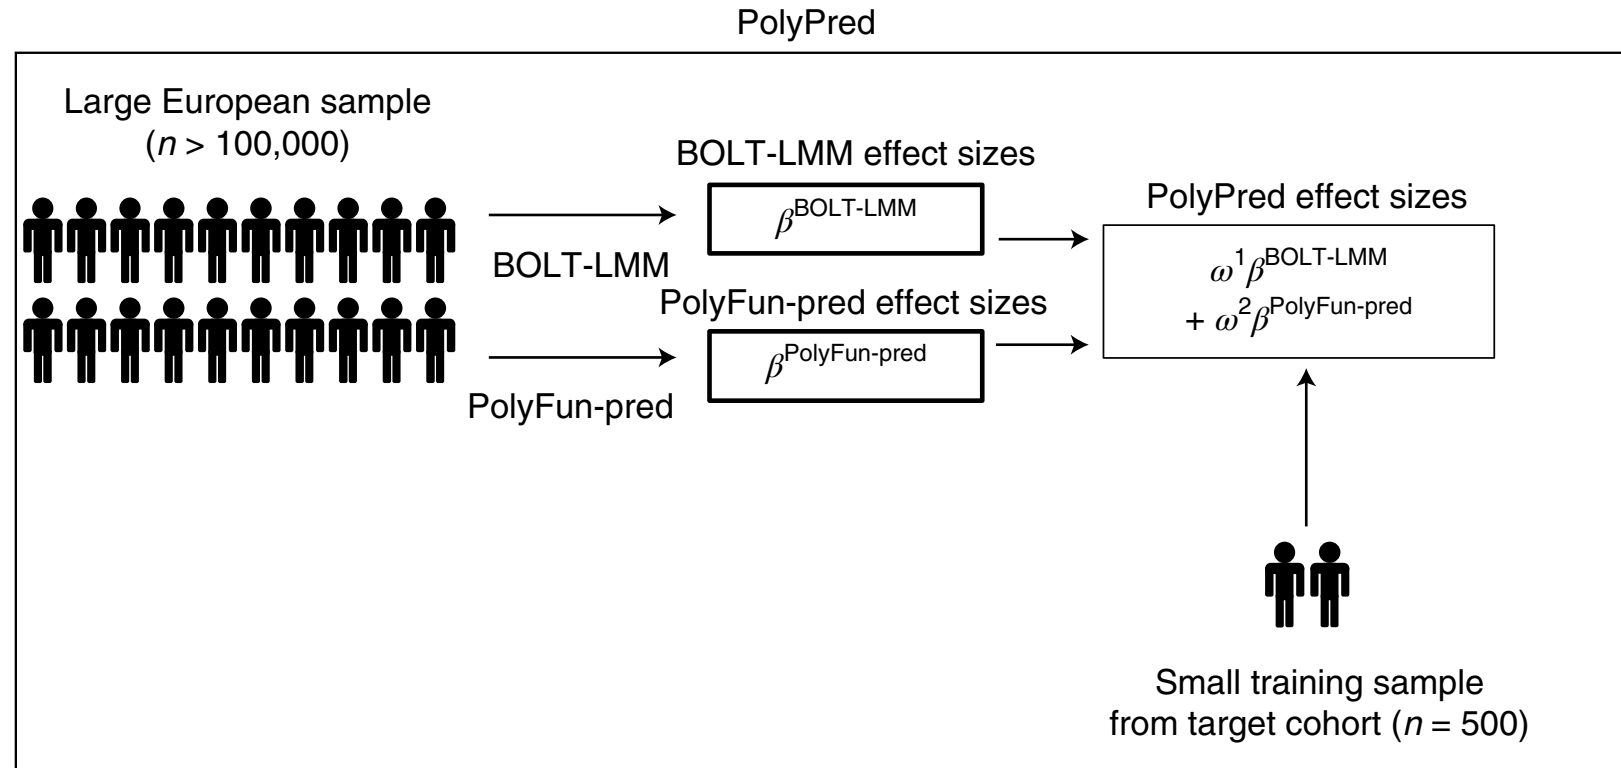 PolyPred
Large European sample
(n > 100,000)
BOLT-LMM effect sizes
β^BOLT-LMM
BOLT-LMM
PolyFun-pred effect sizes
β^PolyFun-pred
PolyFun-pred
PolyPred effect sizes
ω^1β^BOLT-LMM
+ ω^2β^PolyFun-pred
Small training sample
from target cohort (n = 500)